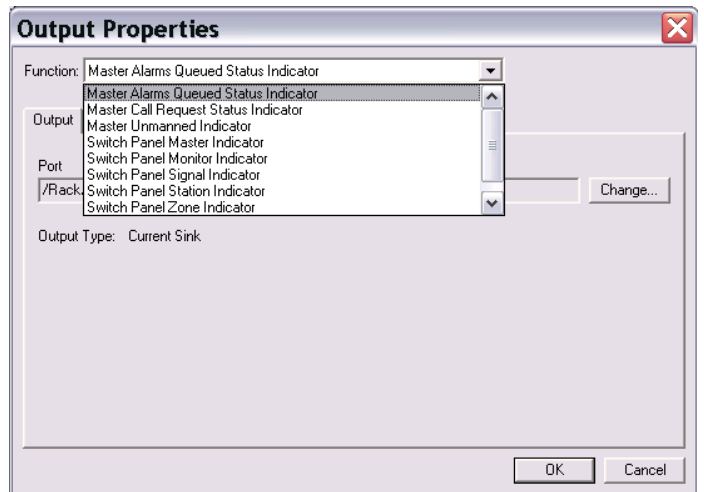 Output Properties
Function: Master Alarms Queued Status Indicator
Master Alarms Queued Status Indicator
Master Call Request Status Indicator
Master Unmanned Indicator
Switch Panel Master Indicator
Switch Panel Monitor Indicator
Switch Panel Signal Indicator
Switch Panel Station Indicator
Switch Panel Zone Indicator
Output
Port
/Rack.
Change...
Output Type: Current Sink
OK Cancel